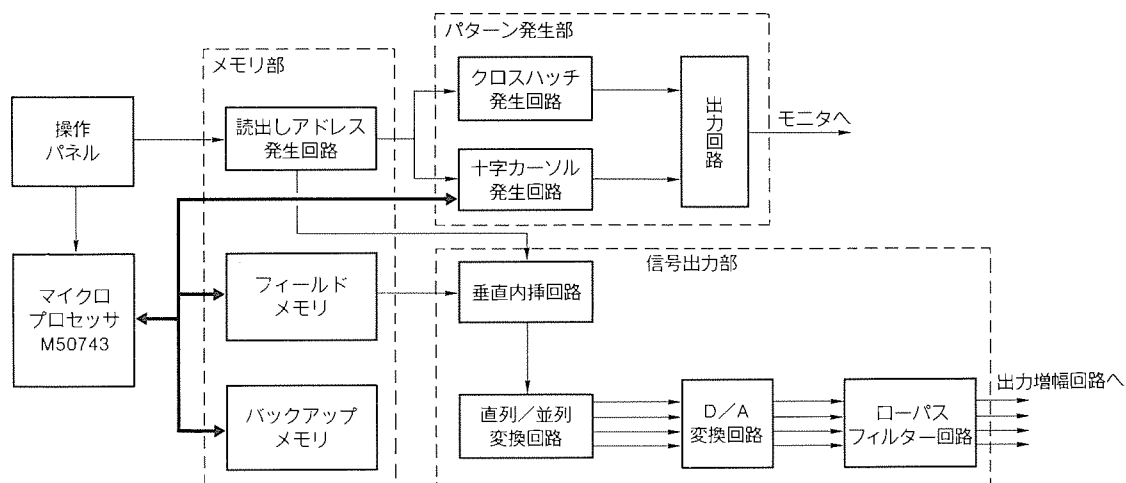 パターン発生部
メモリ部
クロスハッチ
発生回路
操作
パネル
読出しアドレス
発生回路
出力回路
モニタへ
十字カーソル
発生回路
信号出力部
マイクロ
プロセッサ
M50743
フィールド
メモリ
垂直内挿回路
出力増幅回路へ
バックアップ
メモリ
直列/並列
変換回路
D/A
変換回路
ローパス
フィルター回路